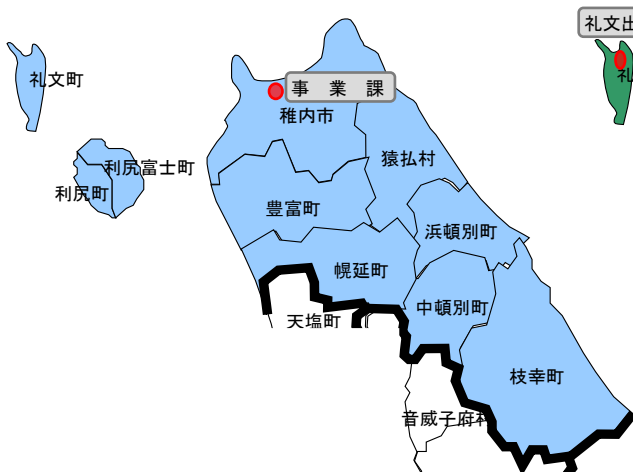 礼文出
礼文町
礼
事 業 課
稚内市
猿払村
利尻富士町
利尻町
豊富町
浜頓別町
幌延町
中頓別町
天塩町
枝幸町
音威子府村